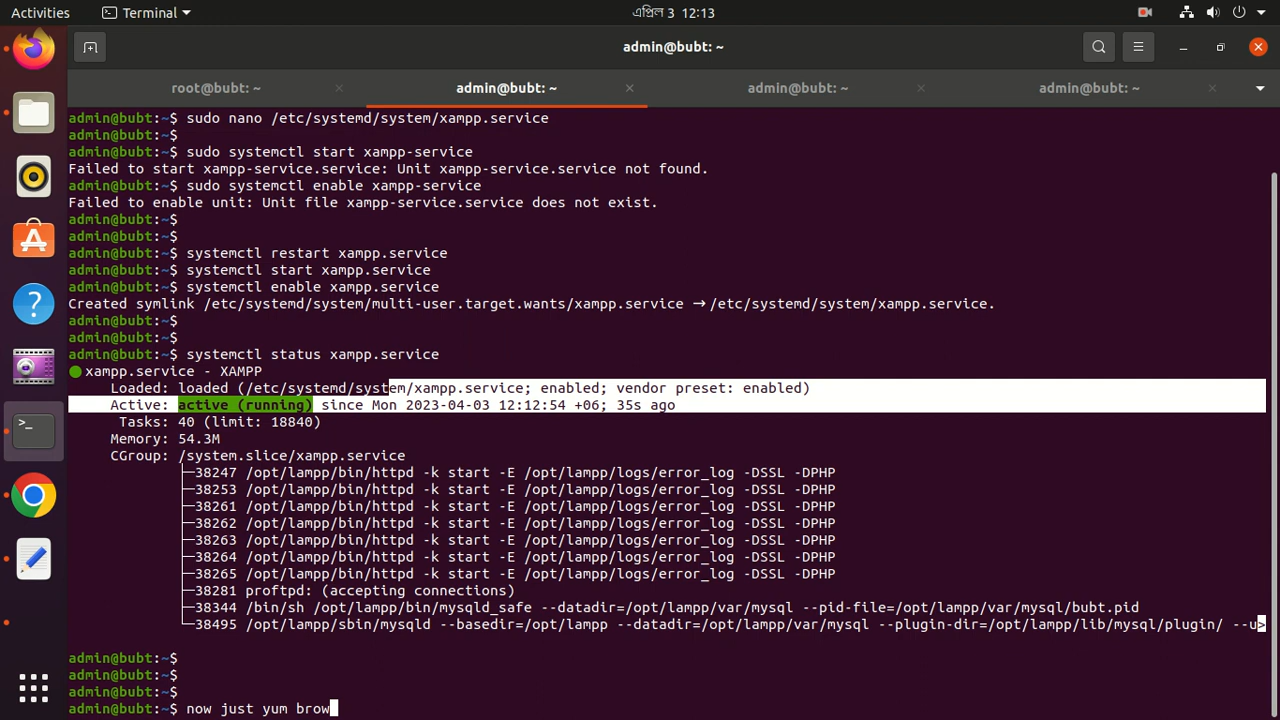 Activities Terminal এপ্রিল 3 12:13
admin@bubt: ~
root@bubt: ~ admin@bubt: ~ admin@bubt: ~ admin@bubt: ~
admin@bubt:~$ sudo nano /etc/systemd/system/xampp.service
admin@bubt:~$
admin@bubt:~$ sudo systemctl start xampp-service
Failed to start xampp-service.service: Unit xampp-service.service not found.
admin@bubt:~$ sudo systemctl enable xampp-service
Failed to enable unit: Unit file xampp-service.service does not exist.
admin@bubt:~$
admin@bubt:~$
admin@bubt:~$ systemctl restart xampp.service
admin@bubt:~$ systemctl start xampp.service
admin@bubt:~$ systemctl enable xampp.service
Created symlink /etc/systemd/system/multi-user.target.wants/xampp.service → /etc/systemd/system/xampp.service.
admin@bubt:~$
admin@bubt:~$
admin@bubt:~$ systemctl status xampp.service
● xampp.service - XAMPP
Loaded: loaded (/etc/systemd/system/xampp.service; enabled; vendor preset: enabled)
Active: active (running) since Mon 2023-04-03 12:12:54 +06; 35s ago
Tasks: 40 (limit: 18840)
Memory: 54.3M
CGroup: /system.slice/xampp.service
├─38247 /opt/lampp/bin/httpd -k start -E /opt/lampp/logs/error_log -DSSL -DPHP
├─38253 /opt/lampp/bin/httpd -k start -E /opt/lampp/logs/error_log -DSSL -DPHP
├─38261 /opt/lampp/bin/httpd -k start -E /opt/lampp/logs/error_log -DSSL -DPHP
├─38262 /opt/lampp/bin/httpd -k start -E /opt/lampp/logs/error_log -DSSL -DPHP
├─38263 /opt/lampp/bin/httpd -k start -E /opt/lampp/logs/error_log -DSSL -DPHP
├─38264 /opt/lampp/bin/httpd -k start -E /opt/lampp/logs/error_log -DSSL -DPHP
├─38265 /opt/lampp/bin/httpd -k start -E /opt/lampp/logs/error_log -DSSL -DPHP
├─38281 proftpd: (accepting connections)
├─38344 /bin/sh /opt/lampp/bin/mysqld_safe --datadir=/opt/lampp/var/mysql --pid-file=/opt/lampp/var/mysql/bubt.pid
└─38495 /opt/lampp/sbin/mysqld --basedir=/opt/lampp --datadir=/opt/lampp/var/mysql --plugin-dir=/opt/lampp/lib/mysql/plugin/ --u>
admin@bubt:~$
admin@bubt:~$
admin@bubt:~$
admin@bubt:~$ now just yum brow